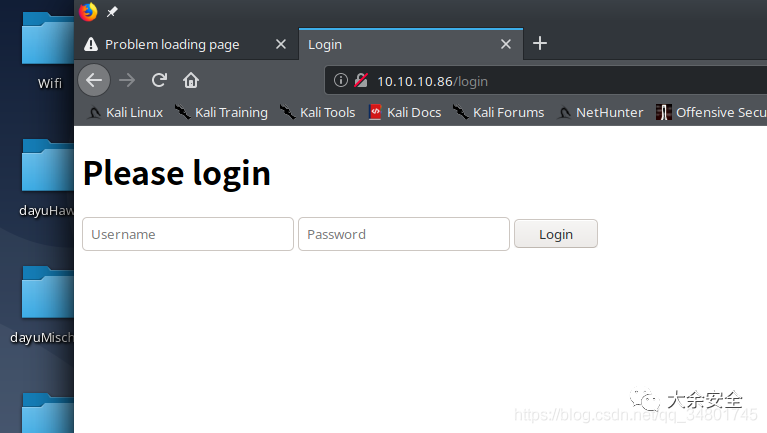 Problem loading page
Login
10.10.10.86/login
Kali Linux
Kali Training
Kali Tools
Kali Docs
Kali Forums
NetHunter
Offensive Secu
Wifi
dayuHaw
dayuMisch
Please login
Username
Password
Login
大余安全
https://blog.csdn.net/qq_34801745